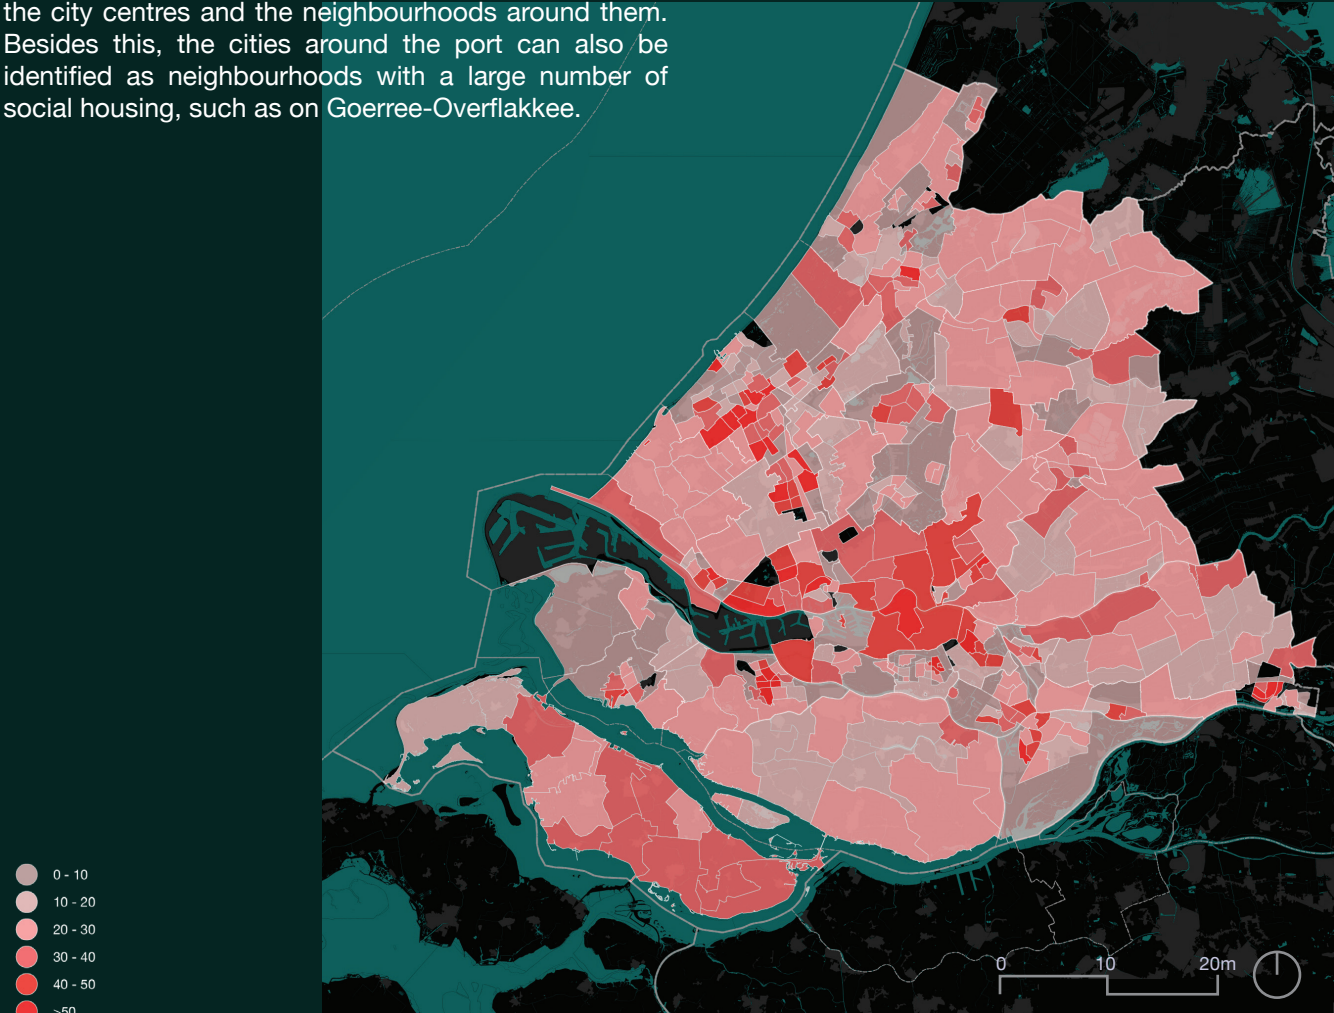 the city centres and the neighbourhoods around them.
Besides this, the cities around the port can also be
identified as neighbourhoods with a large number of
social housing, such as on Goerree-Overflakkee.
0 - 10
10 - 20
20 - 30
30 - 40
40 - 50
>50
0 10 20m